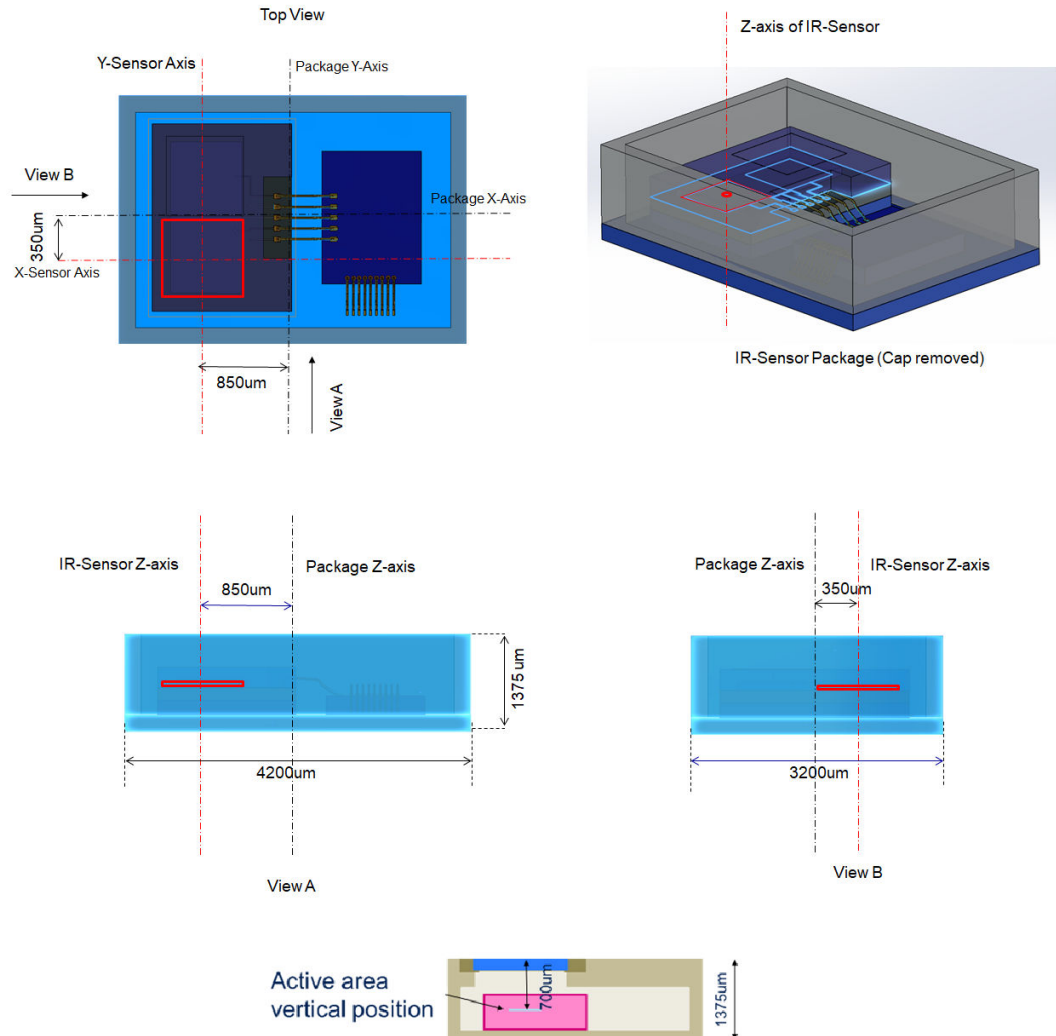 Top View
Z-axis of IR-Sensor
Y-Sensor Axis
Package Y-Axis
View B
Package X-Axis
350um
X-Sensor Axis
850um
View A
IR-Sensor Package (Cap removed)
IR-Sensor Z-axis
Package Z-axis
850um
1375 um
4200um
View A
Package Z-axis
IR-Sensor Z-axis
350um
3200um
View B
Active area
vertical position
700um
1375um